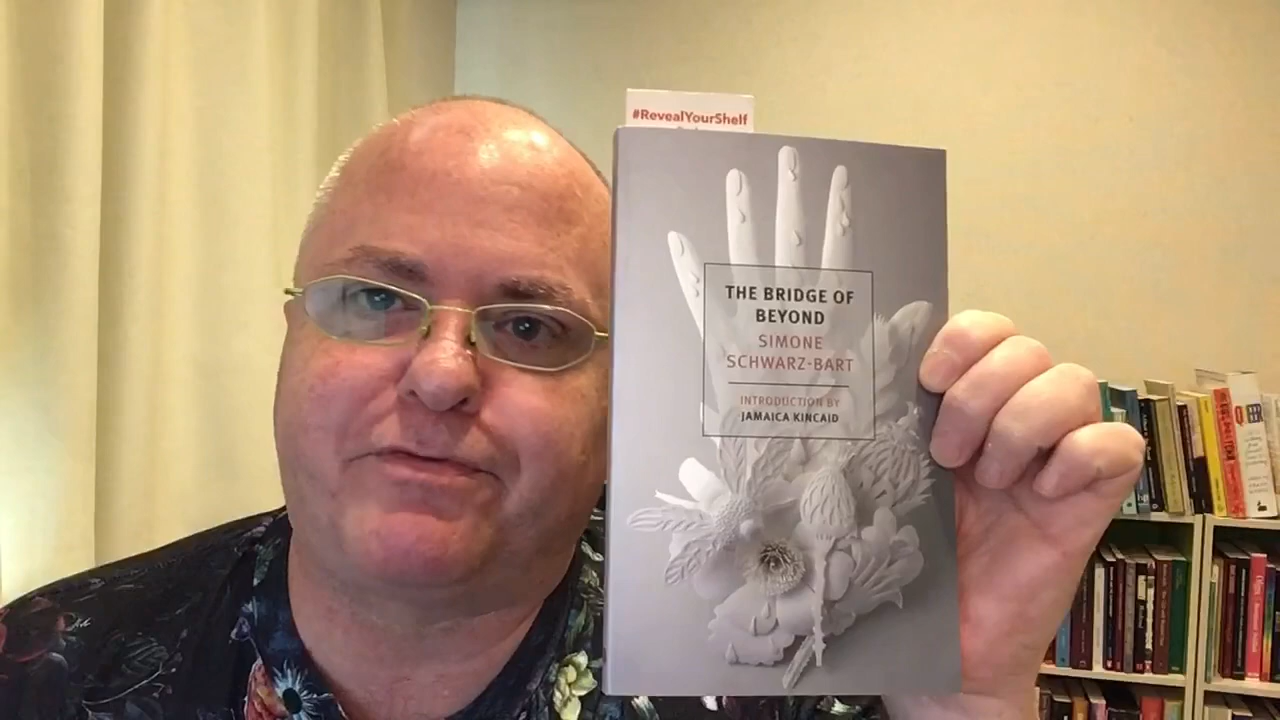 #RevealYourShelf
THE BRIDGE OF
BEYOND
SIMONE
SCHWARZ-BART
INTRODUCTION BY
JAMAICA KINCAID